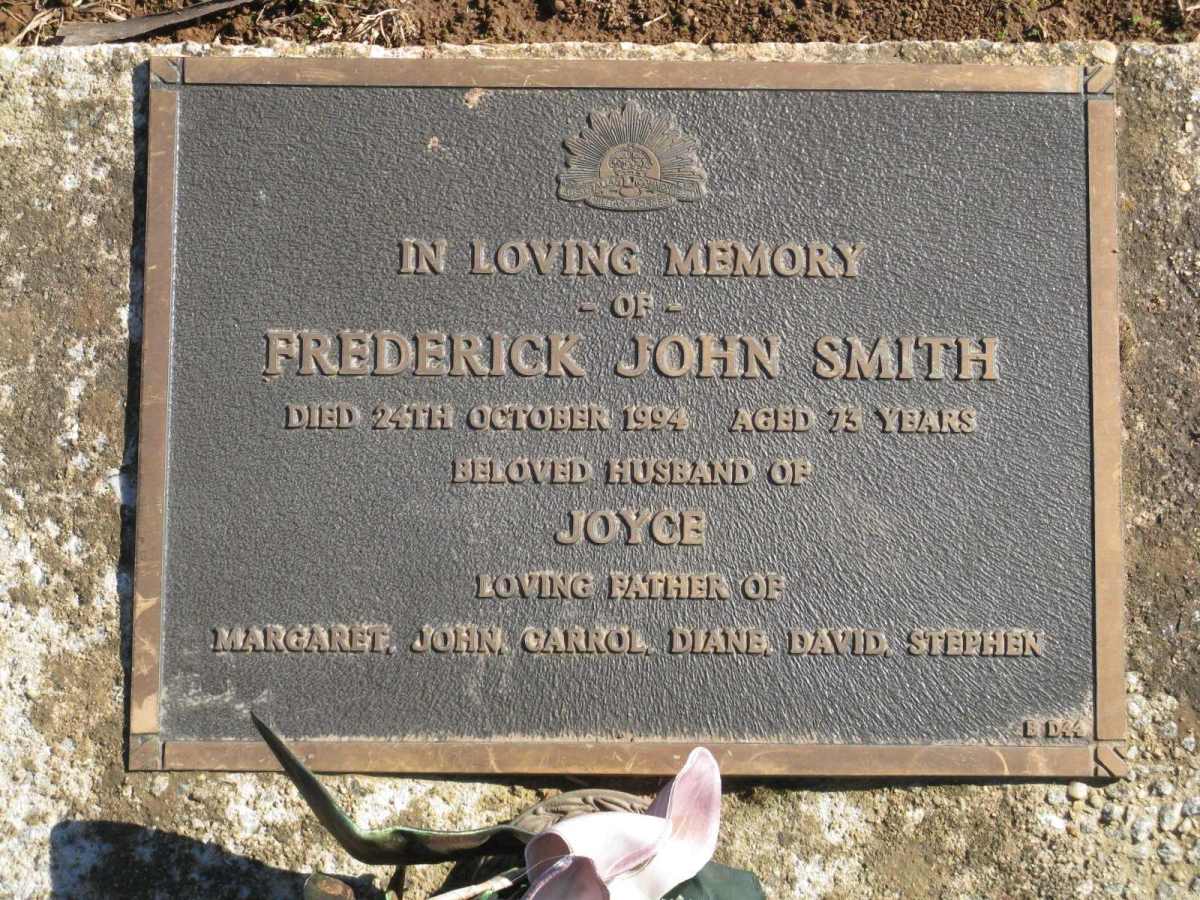 IN LOVING MEMORY
- OF -
FREDERICK JOHN SMITH
DIED 24TH OCTOBER 1994 AGED 73 YEARS
BELOVED HUSBAND OF
JOYCE
LOVING FATHER OF
MARGARET, JOHN, CARROL, DIANE, DAVID, STEPHEN
B D44